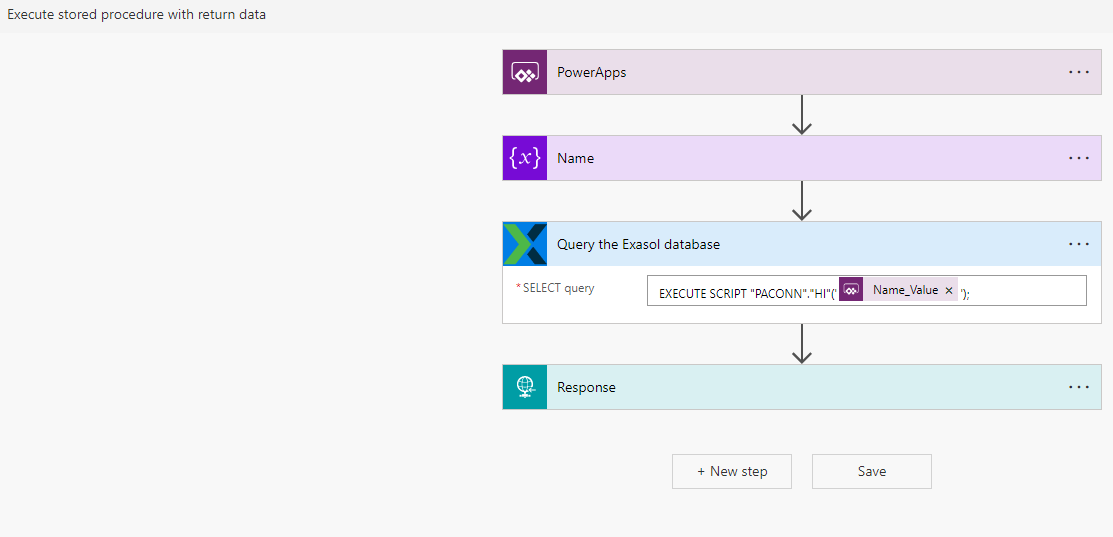 Execute stored procedure with return data
PowerApps
{x} Name
Query the Exasol database
*SELECT query EXECUTE SCRIPT "PACONN"."HI"(' Name_Value × ');
Response
+ New step Save